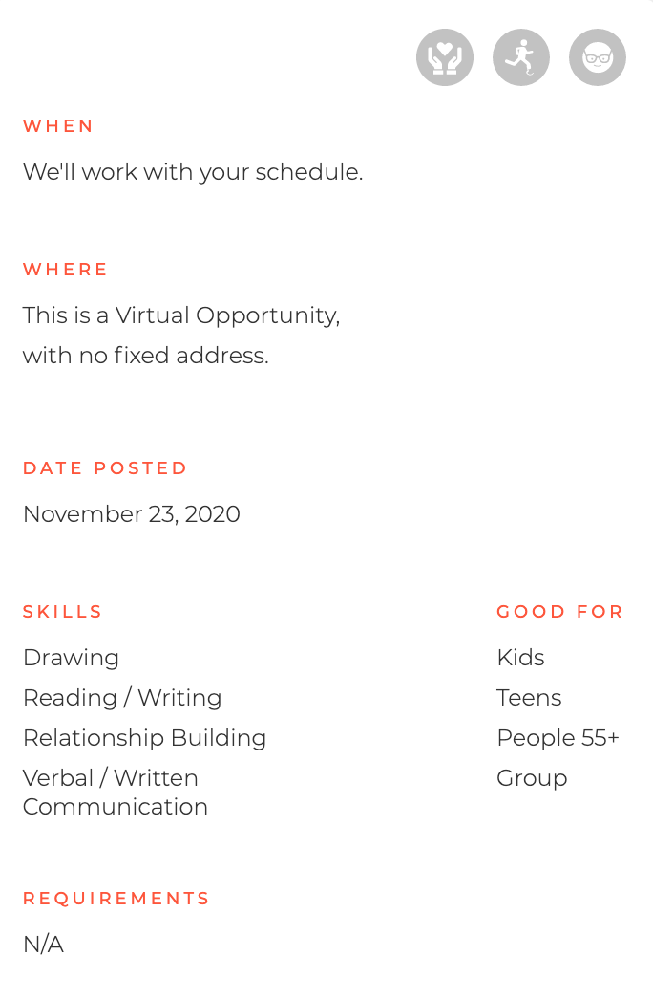 WHEN
We'll work with your schedule.
WHERE
This is a Virtual Opportunity,
with no fixed address.
DATE POSTED
November 23, 2020
SKILLS
Drawing
Reading / Writing
Relationship Building
Verbal / Written
Communication
GOOD FOR
Kids
Teens
People 55+
Group
REQUIREMENTS
N/A